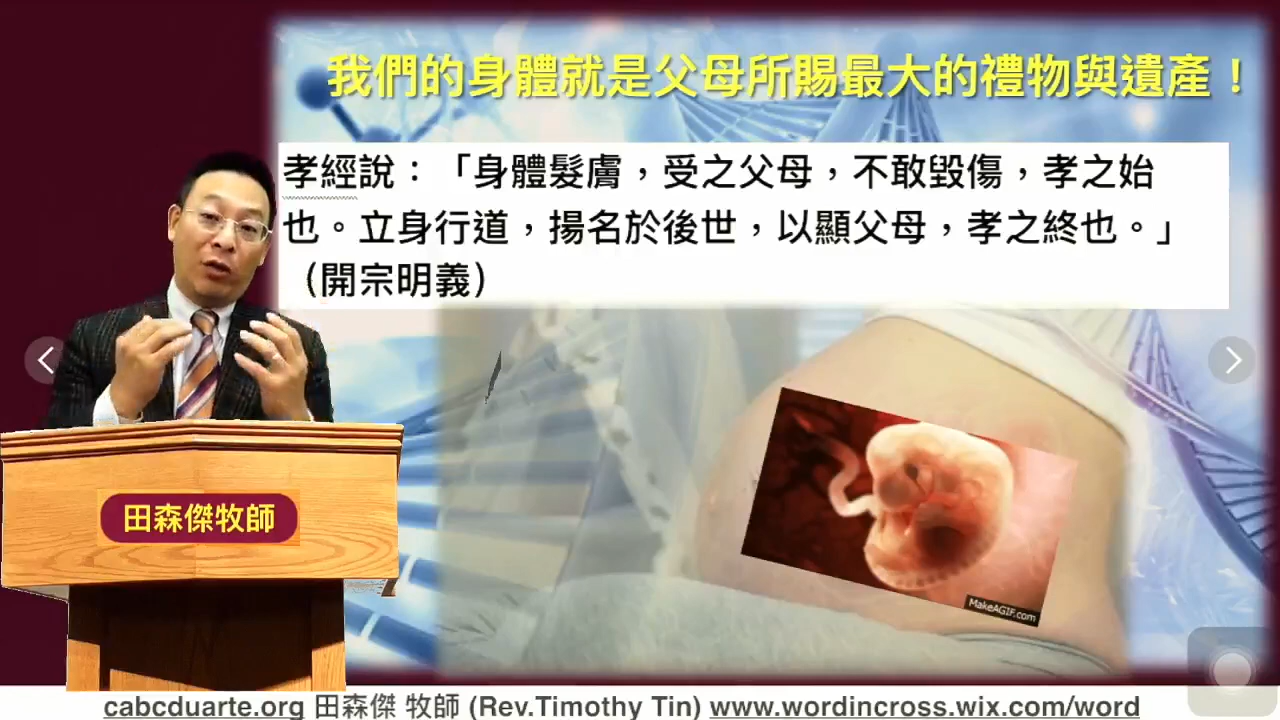 我們的身體就是父母所賜最大的禮物與遺產！
孝經說：「身體髮膚，受之父母，不敢毀傷，孝之始
也。立身行道，揚名於後世，以顯父母，孝之終也。」
（開宗明義）
田森傑牧師
MakeAGIF.com
cabcduarte.org 田森傑 牧師 (Rev.Timothy Tin) www.wordincross.wix.com/word